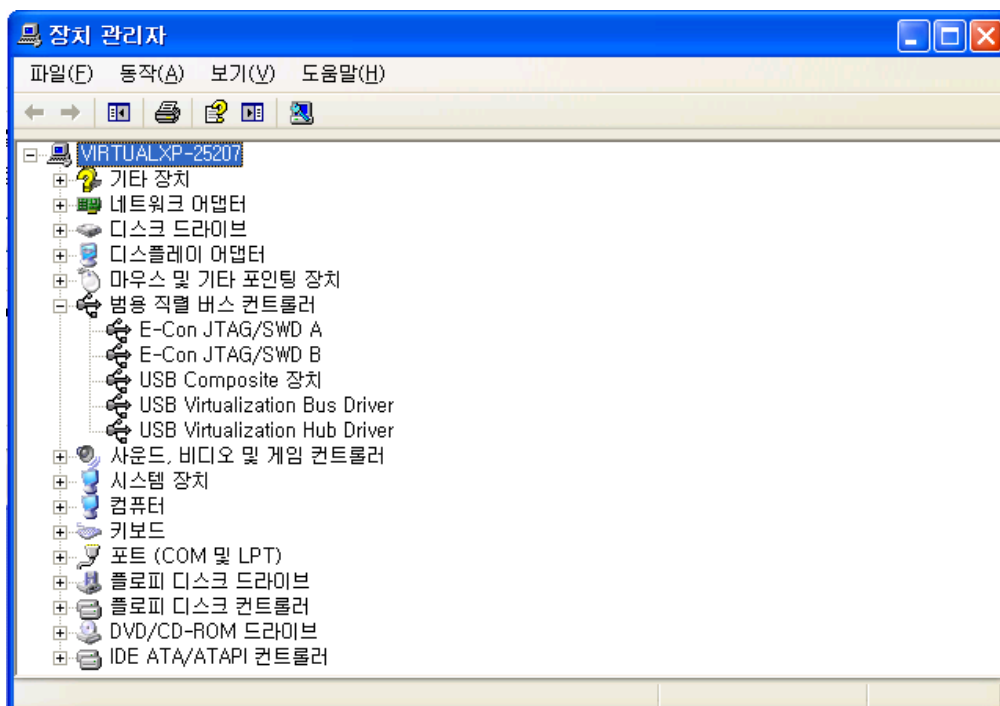 장치 관리자
파일(F) 동작(A) 보기(V) 도움말(H)
VIRTUALXP-25207
기타 장치
네트워크 어댑터
디스크 드라이브
디스플레이 어댑터
마우스 및 기타 포인팅 장치
범용 직렬 버스 컨트롤러
E-Con JTAG/SWD A
E-Con JTAG/SWD B
USB Composite 장치
USB Virtualization Bus Driver
USB Virtualization Hub Driver
사운드, 비디오 및 게임 컨트롤러
시스템 장치
컴퓨터
키보드
포트 (COM 및 LPT)
플로피 디스크 드라이브
플로피 디스크 컨트롤러
DVD/CD-ROM 드라이브
IDE ATA/ATAPI 컨트롤러